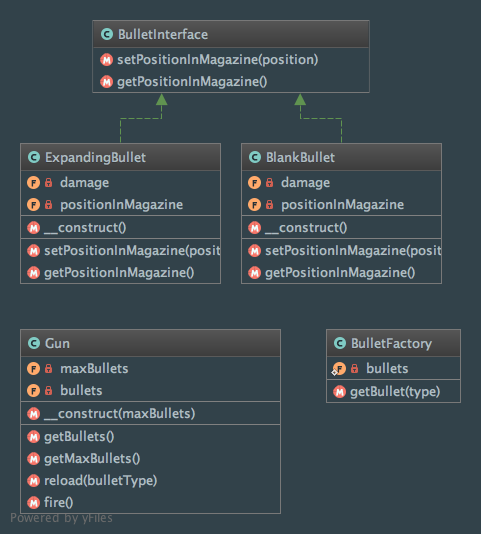 BulletInterface
setPositionInMagazine(position)
getPositionInMagazine()
ExpandingBullet
damage
positionInMagazine
__construct()
setPositionInMagazine(posit
getPositionInMagazine()
BlankBullet
damage
positionInMagazine
__construct()
setPositionInMagazine(posit
getPositionInMagazine()
Gun
maxBullets
bullets
__construct(maxBullets)
getBullets()
getMaxBullets()
reload(bulletType)
fire()
BulletFactory
bullets
getBullet(type)
Powered by yFiles